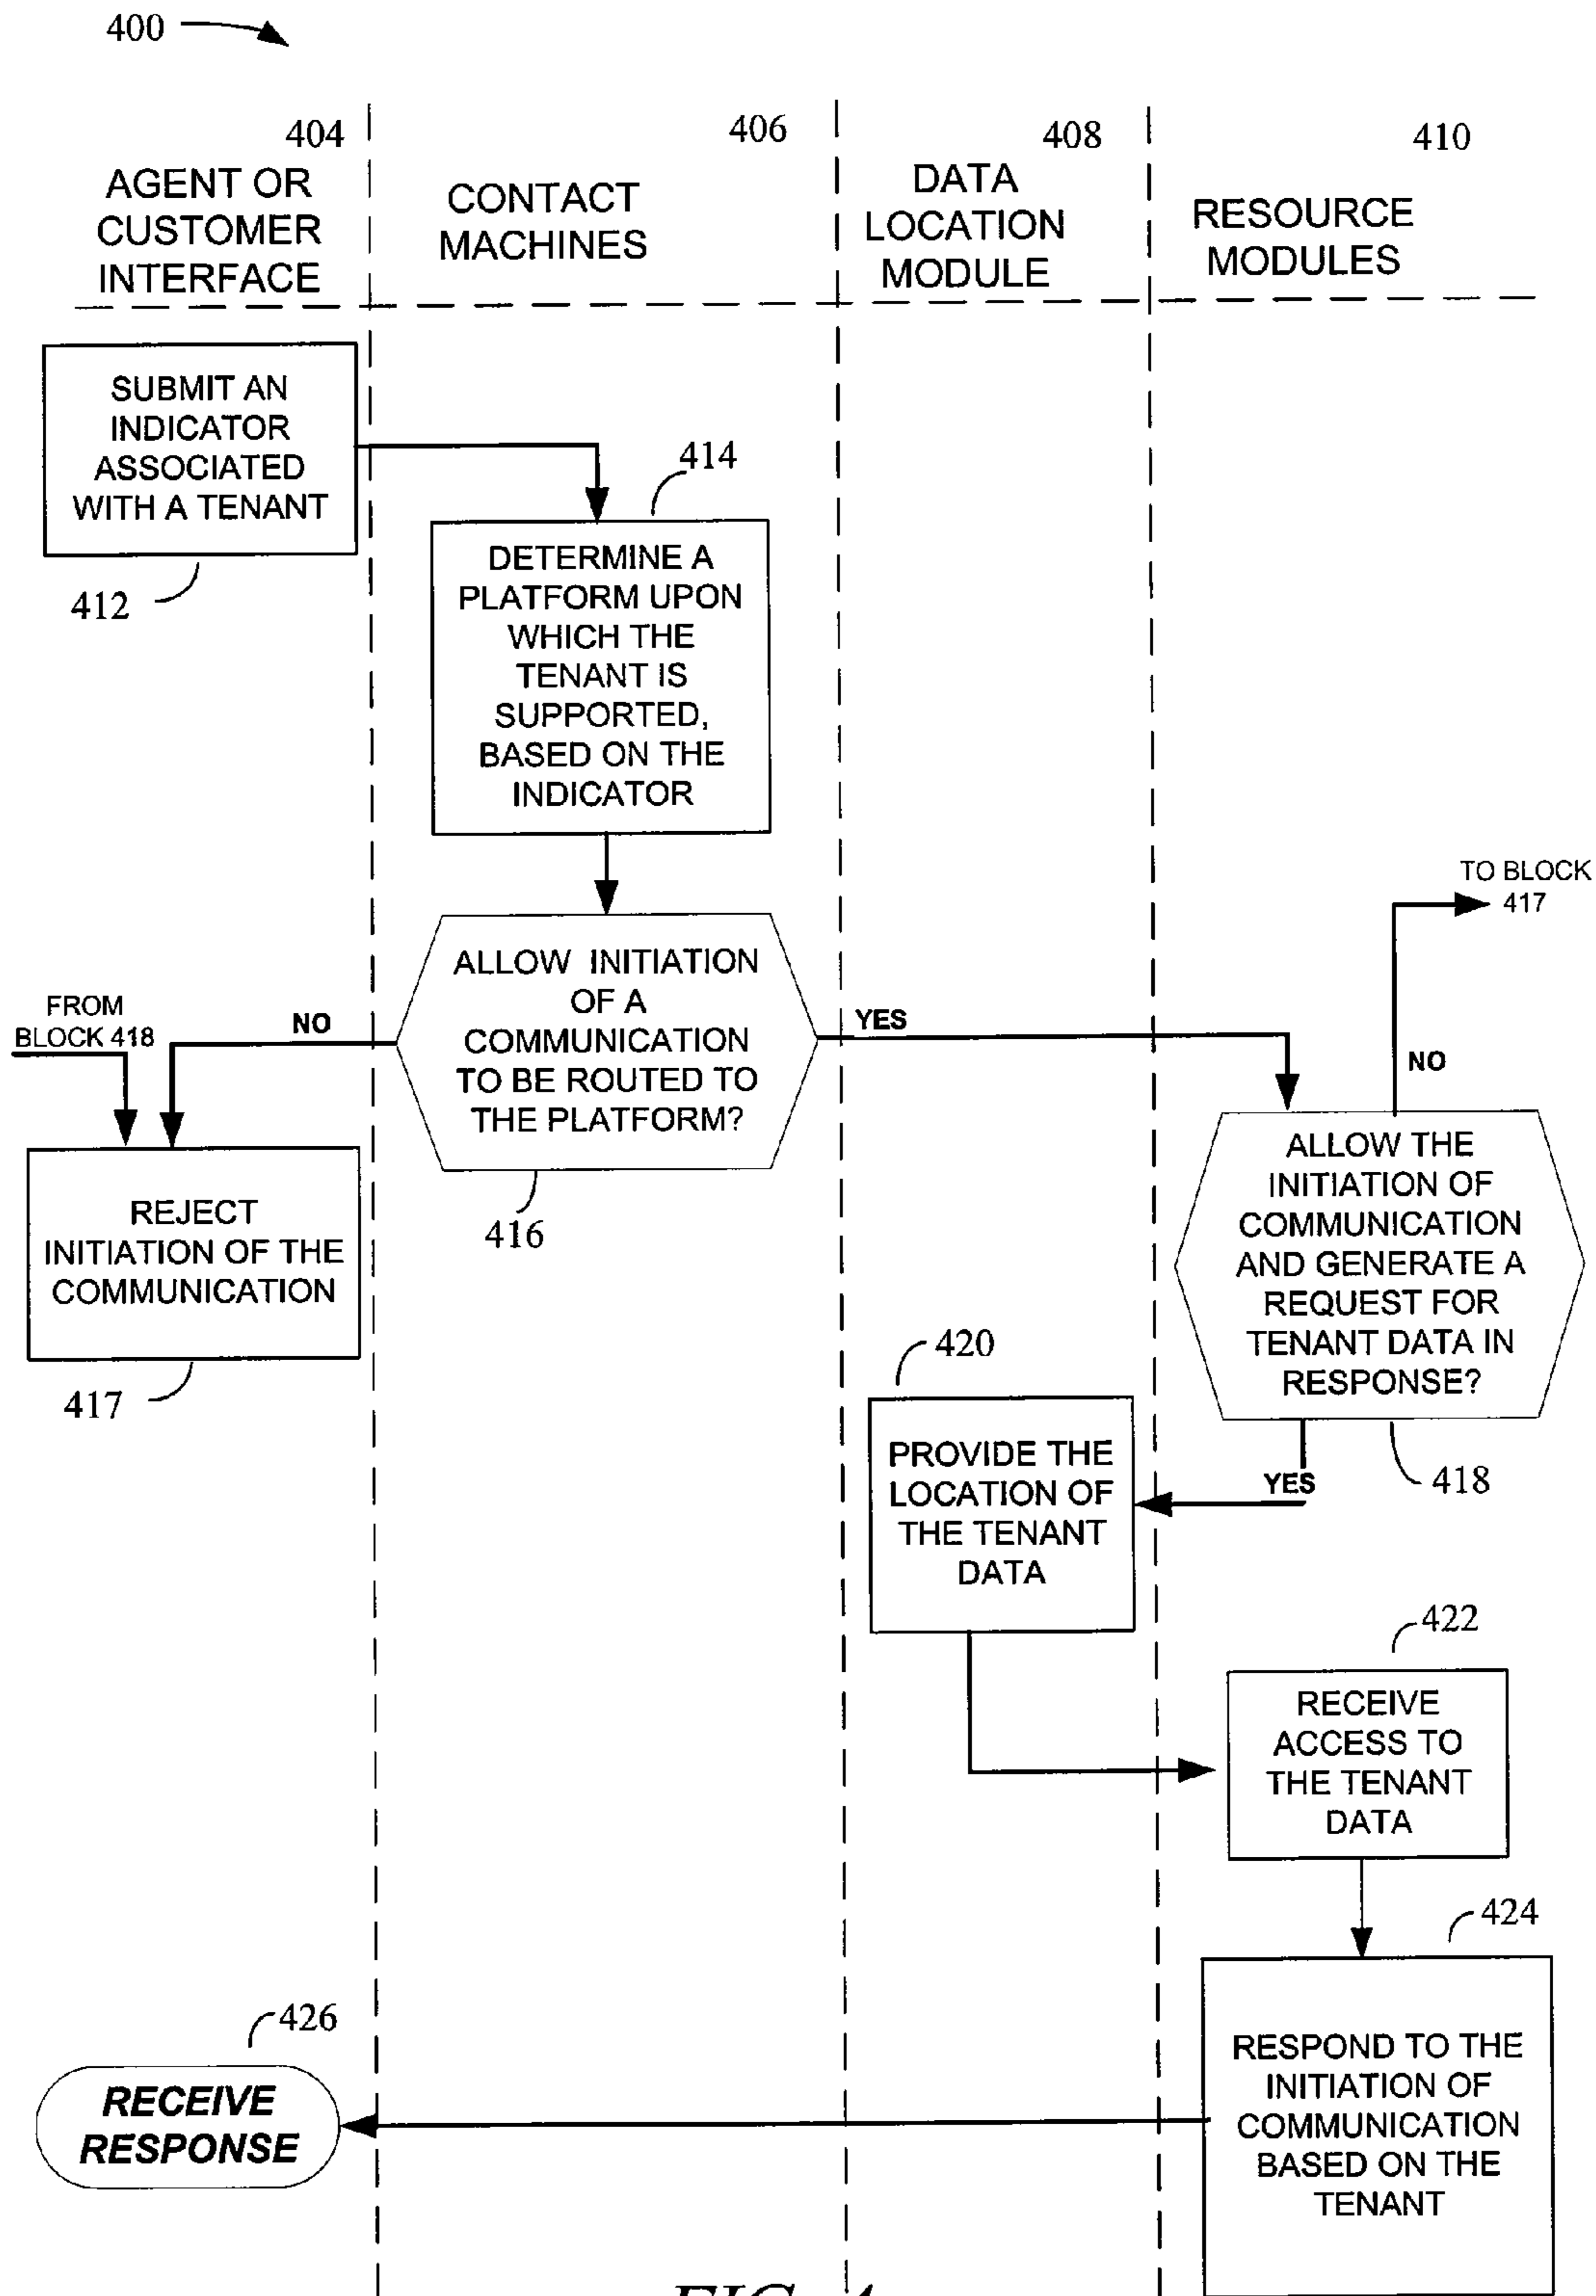 400
404
AGENT OR
CUSTOMER
INTERFACE
406
CONTACT
MACHINES
408
DATA
LOCATION
MODULE
410
RESOURCE
MODULES
SUBMIT AN
INDICATOR
ASSOCIATED
WITH A TENANT
412
414
DETERMINE A
PLATFORM UPON
WHICH THE
TENANT IS
SUPPORTED,
BASED ON THE
INDICATOR
TO BLOCK
417
ALLOW INITIATION
OF A
COMMUNICATION
TO BE ROUTED TO
THE PLATFORM?
416
FROM
BLOCK 418
NO
YES
NO
REJECT
INITIATION OF THE
COMMUNICATION
417
ALLOW THE
INITIATION OF
COMMUNICATION
AND GENERATE A
REQUEST FOR
TENANT DATA IN
RESPONSE?
418
YES
420
PROVIDE THE
LOCATION OF
THE TENANT
DATA
422
RECEIVE
ACCESS TO
THE TENANT
DATA
424
RESPOND TO THE
INITIATION OF
COMMUNICATION
BASED ON THE
TENANT
426
RECEIVE
RESPONSE
FIG. 4